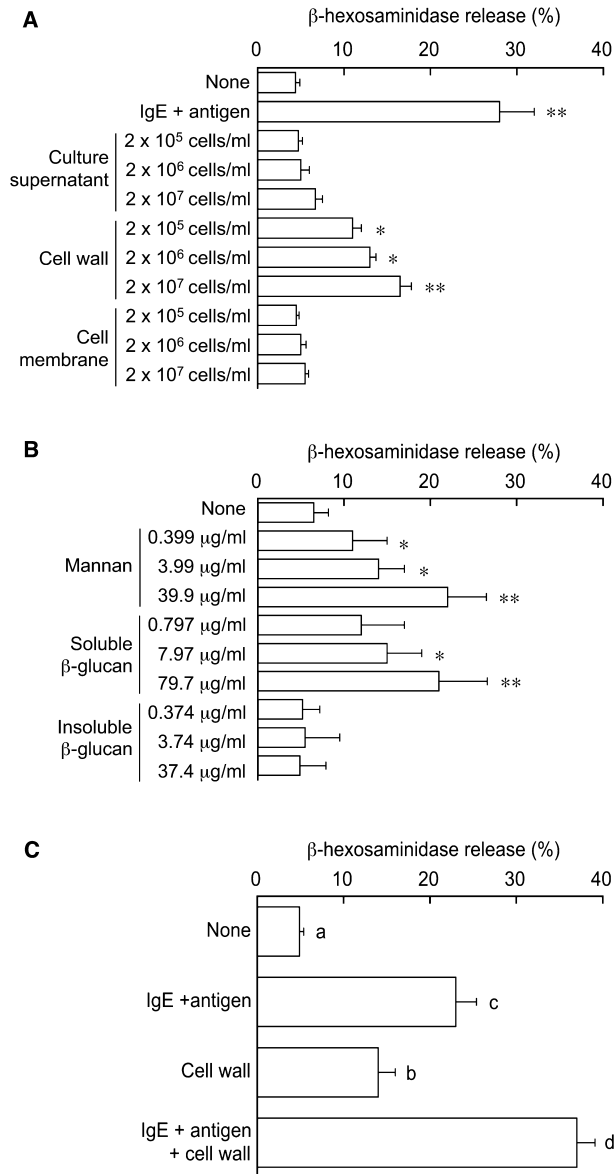 A
β-hexosaminidase release (%)
0 10 20 30 40
None
IgE + antigen **
Culture supernatant
2 x 10⁵ cells/ml
2 x 10⁶ cells/ml
2 x 10⁷ cells/ml
Cell wall
2 x 10⁵ cells/ml *
2 x 10⁶ cells/ml *
2 x 10⁷ cells/ml **
Cell membrane
2 x 10⁵ cells/ml
2 x 10⁶ cells/ml
2 x 10⁷ cells/ml
B
β-hexosaminidase release (%)
0 10 20 30 40
None
Mannan
0.399 µg/ml *
3.99 µg/ml *
39.9 µg/ml **
Soluble β-glucan
0.797 µg/ml
7.97 µg/ml *
79.7 µg/ml **
Insoluble β-glucan
0.374 µg/ml
3.74 µg/ml
37.4 µg/ml
C
β-hexosaminidase release (%)
0 10 20 30 40
None a
IgE +antigen c
Cell wall b
IgE + antigen
+ cell wall d